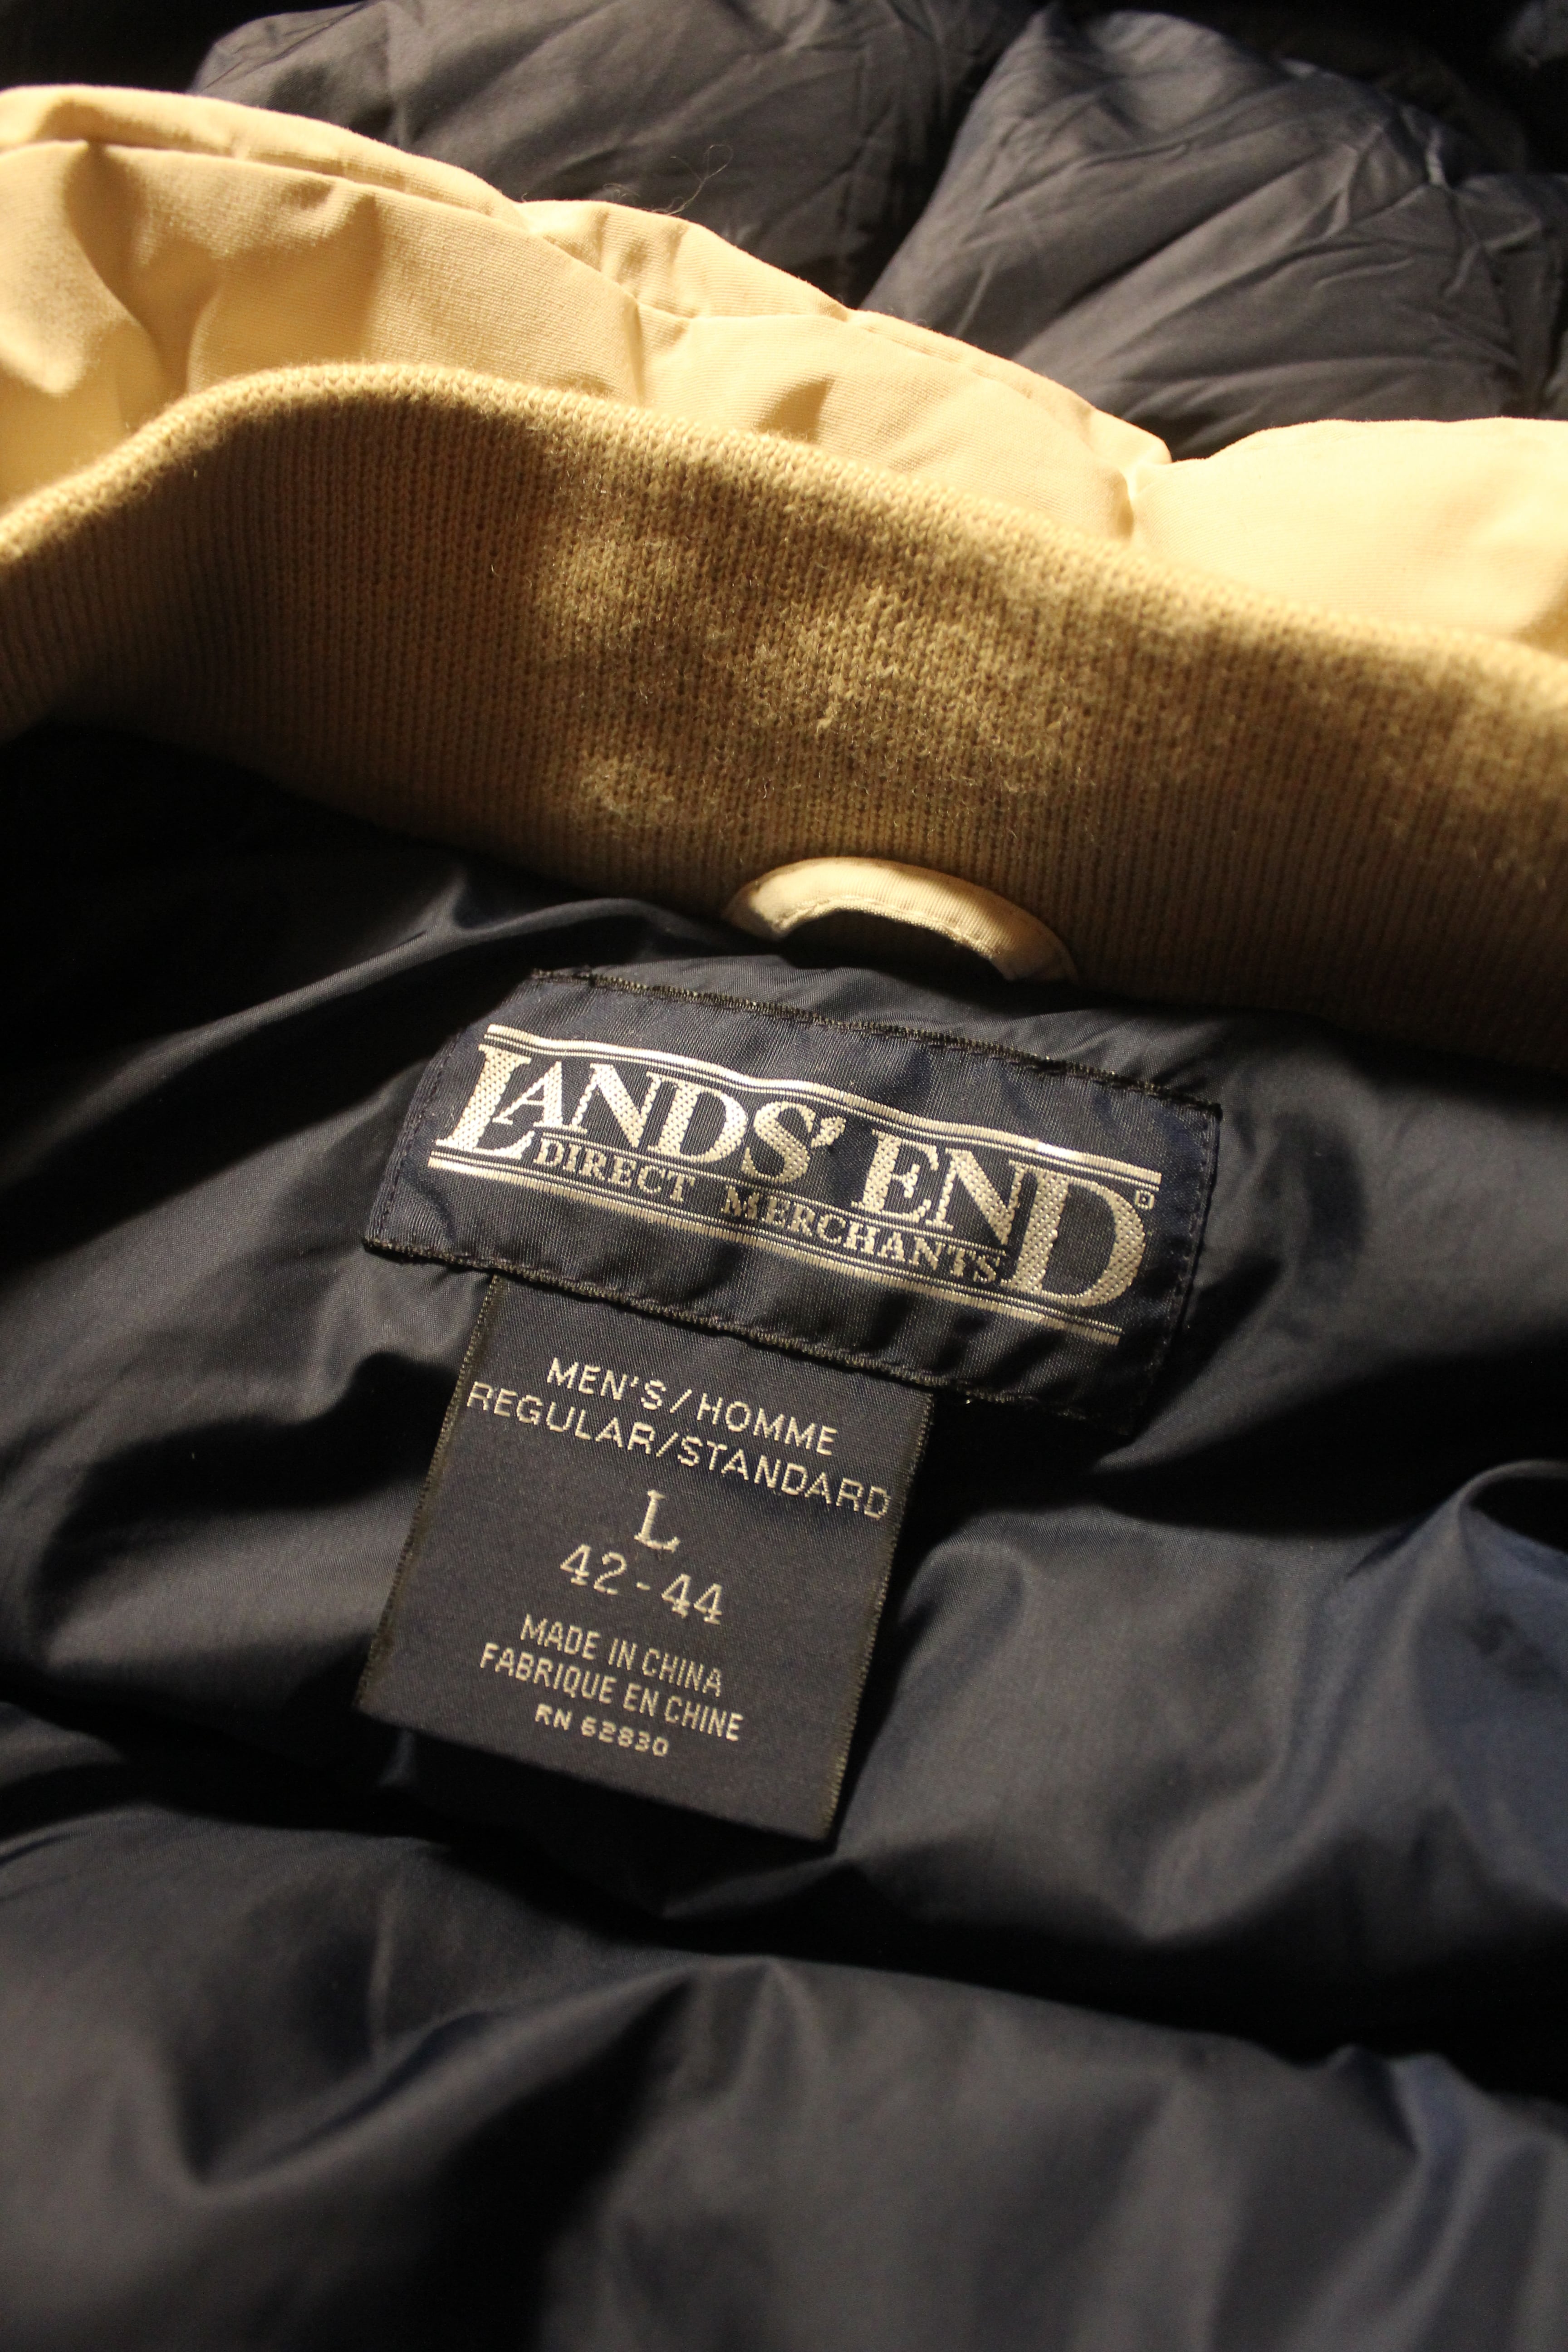 LANDS' END
DIRECT MERCHANTS
MEN'S/HOMME
REGULAR/STANDARD
L
42-44
MADE IN CHINA
FABRIQUE EN CHINE
RN 62830